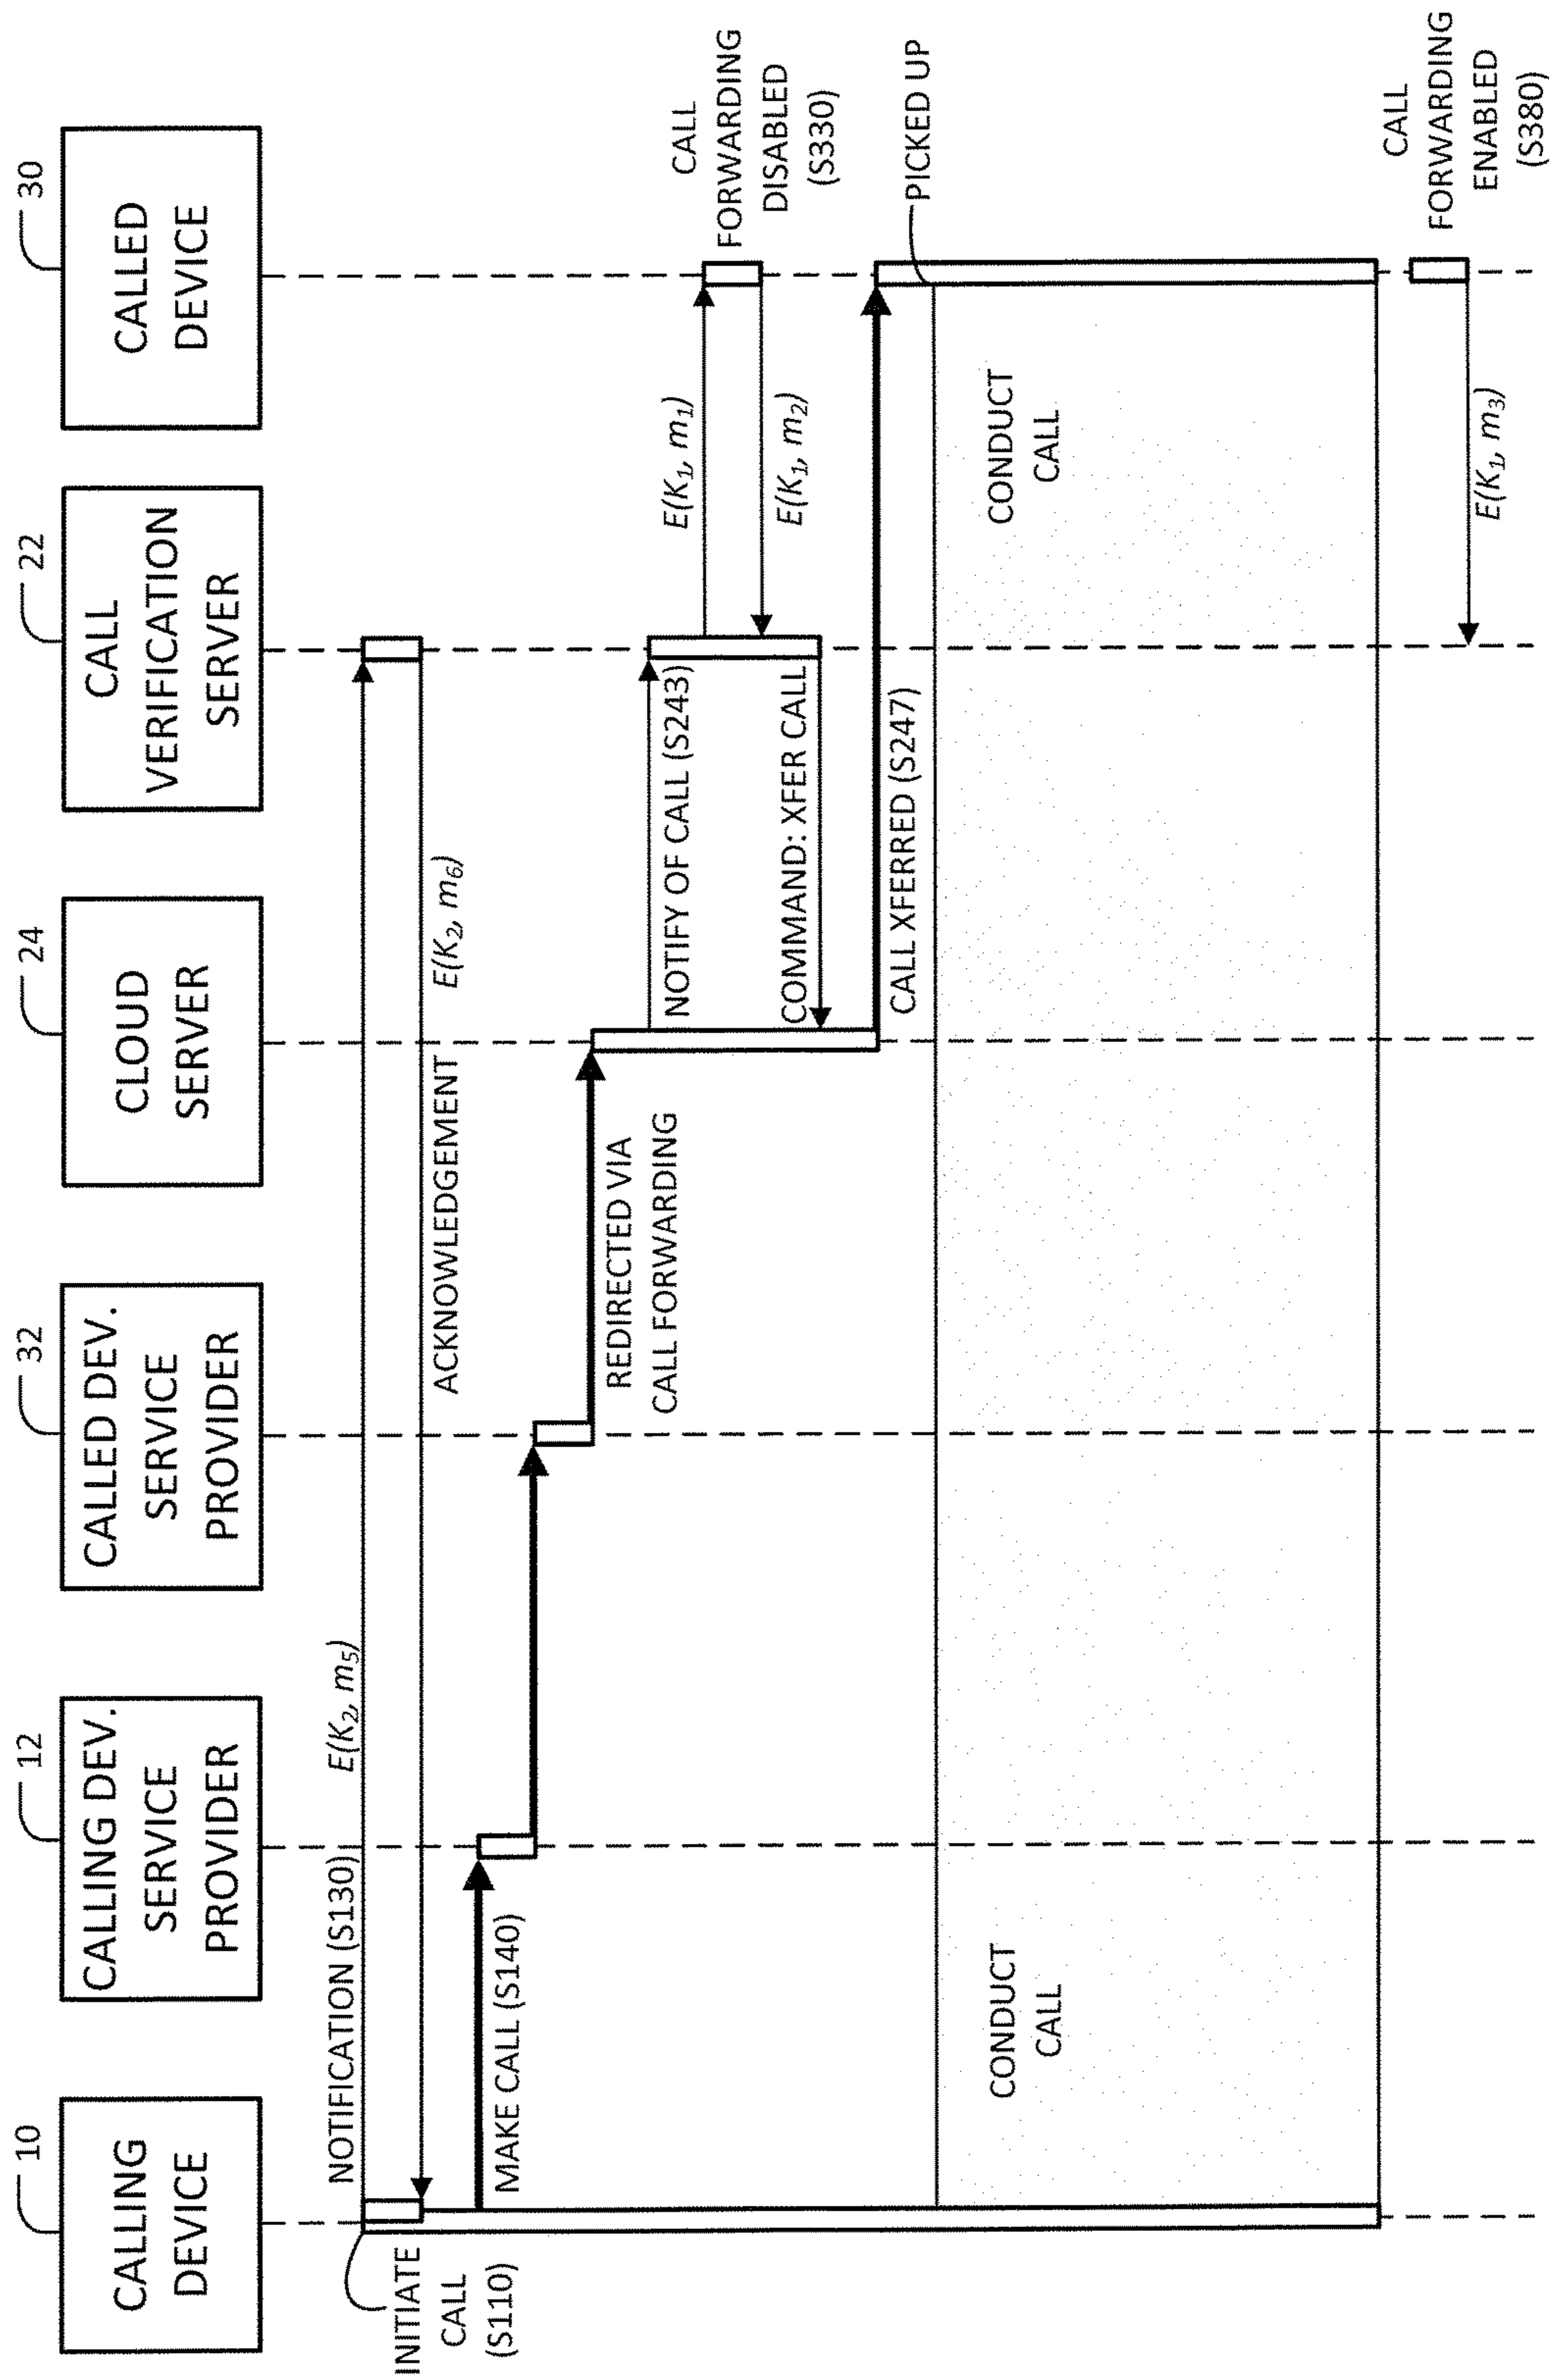 10
CALLING
DEVICE
12
CALLING DEV.
SERVICE
PROVIDER
32
CALLED DEV.
SERVICE
PROVIDER
24
CLOUD
SERVER
22
CALL
VERIFICATION
SERVER
30
CALLED
DEVICE
INITIATE
CALL
(S110)
NOTIFICATION (S130)
E(K₂, m₅)
ACKNOWLEDGEMENT
E(K₂, m₆)
MAKE CALL (S140)
REDIRECTED VIA
CALL FORWARDING
NOTIFY OF CALL (S243)
E(K₁, m₁)
CALL
FORWARDING
DISABLED
(S330)
E(K₁, m₂)
COMMAND: XFER CALL
CALL XFERRED (S247)
PICKED UP
CONDUCT
CALL
CONDUCT
CALL
E(K₁, m₃)
CALL
FORWARDING
ENABLED
(S380)